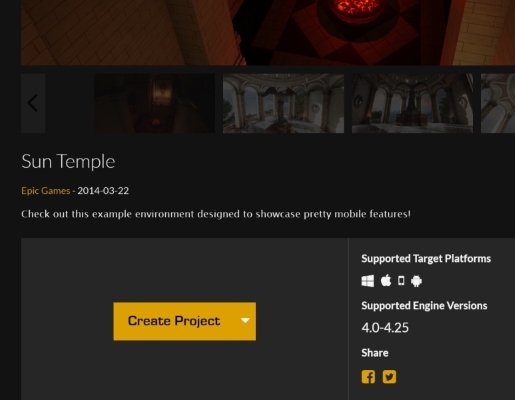 Sun Temple
Epic Games - 2014-03-22
Check out this example environment designed to showcase pretty mobile features!
Supported Target Platforms
Supported Engine Versions
Create Project
4.0-4.25
Share